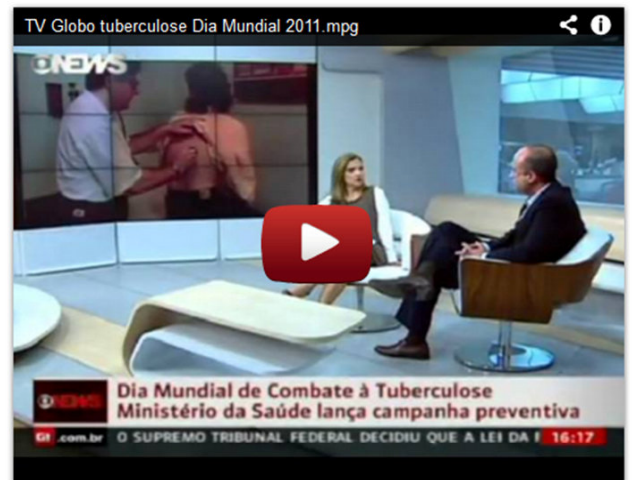 TV Globo tuberculose Dia Mundial 2011.mpg
NEWS
NEWS
Dia Mundial de Combate à Tuberculose
Ministério da Saúde lança campanha preventiva
G1 .com.br O SUPREMO TRIBUNAL FEDERAL DECIDIU QUE A LEI DA 16:17